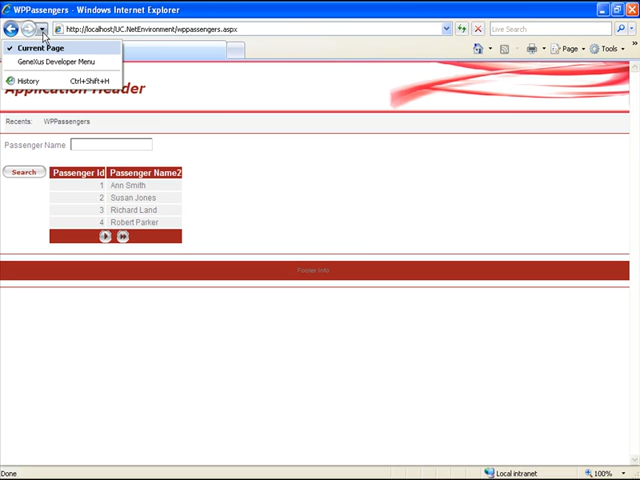 WPPassengers - Windows Internet Explorer
http://localhost/UC.NetEnvironment/wppassengers.aspx
Live Search
Current Page
GeneXus Developer Menu
History Ctrl+Shift+H
Page Tools
Application Header
Recents: WPPassengers
Passenger Name
Search
Passenger Id Passenger Name2
1 Ann Smith
2 Susan Jones
3 Richard Land
4 Robert Parker
Footer Info
Done Local intranet 100%